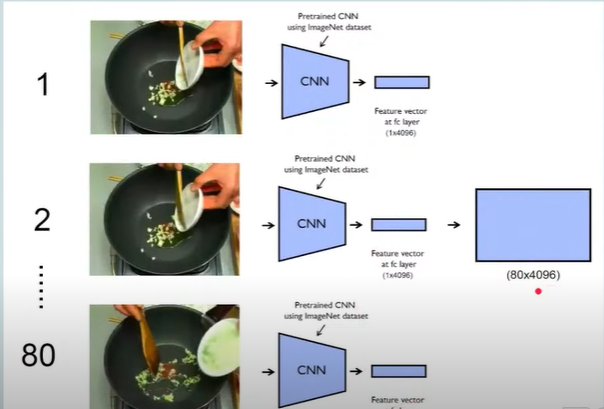 Pretrained CNN
using ImageNet dataset
1
CNN
Feature vector
at fc layer
(1x4096)
Pretrained CNN
using ImageNet dataset
2
CNN
Feature vector
at fc layer
(1x4096)
(80x4096)
Pretrained CNN
using ImageNet dataset
80
CNN
Feature vector